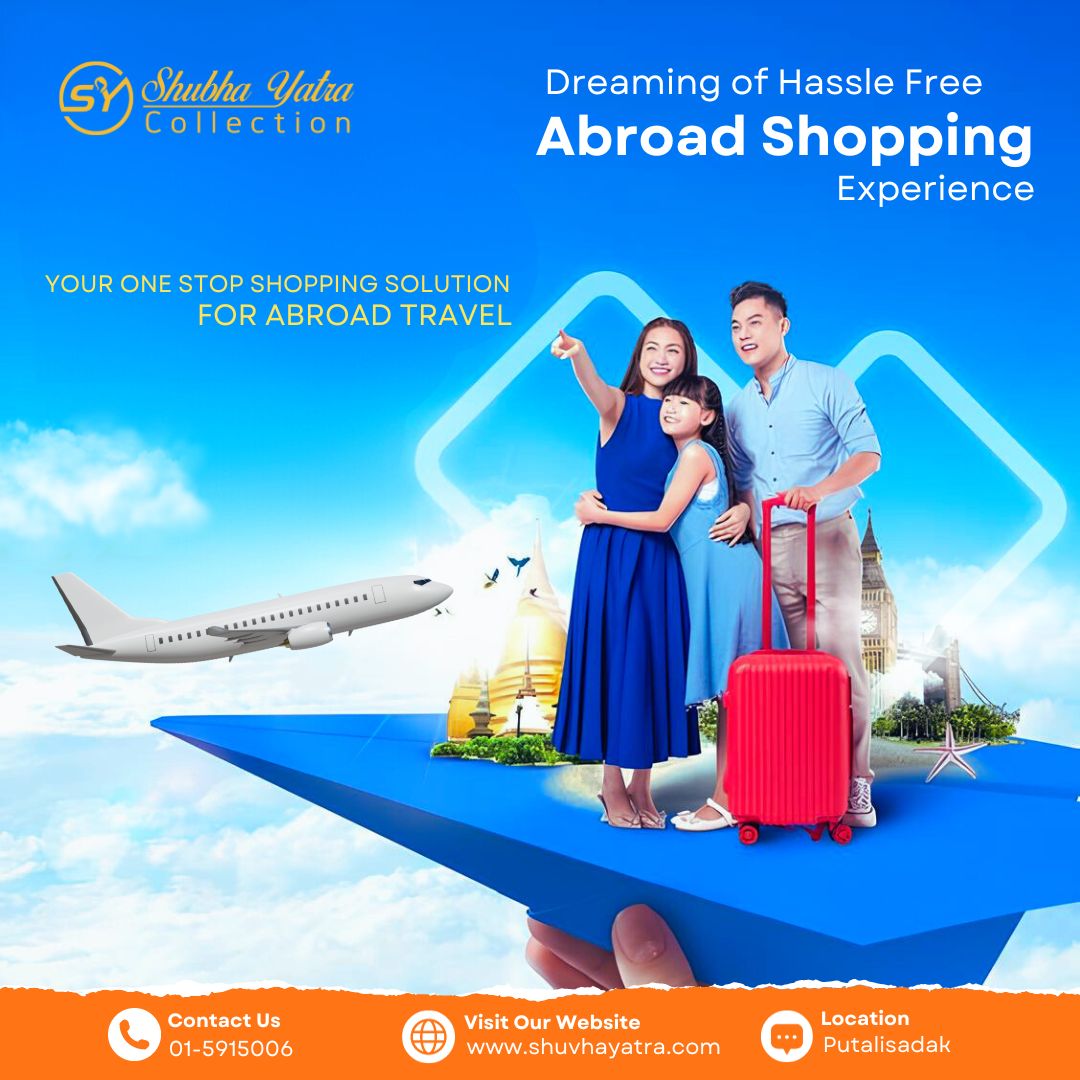 SY Shubha Yatra
Collection
Dreaming of Hassle Free
Abroad Shopping
Experience
YOUR ONE STOP SHOPPING SOLUTION
FOR ABROAD TRAVEL
Contact Us
01-5915006
Visit Our Website
www.shuvhayatra.com
Location
Putalisadak